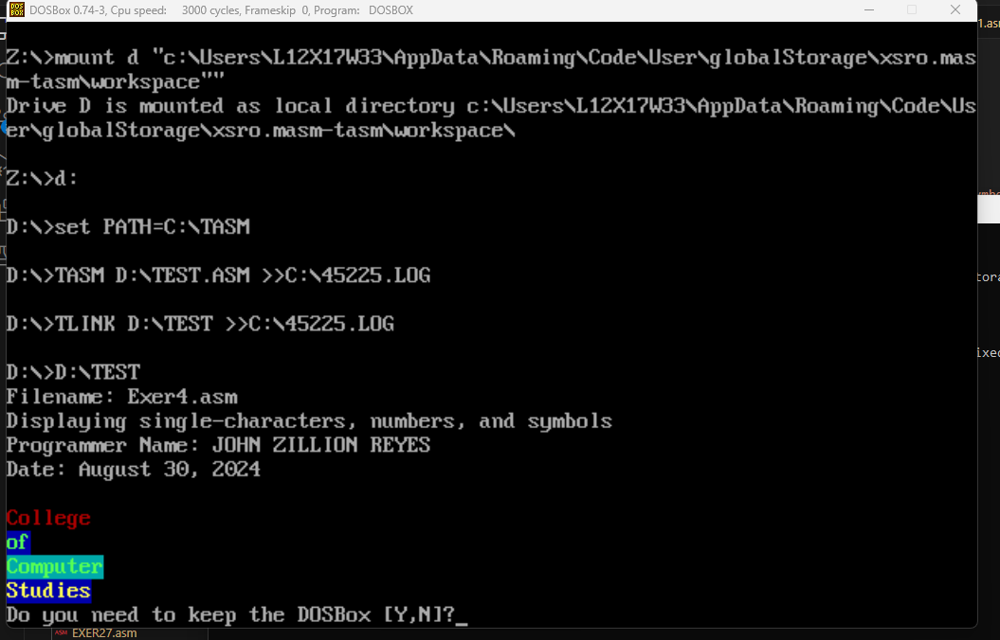 DOSBox 0.74-3, Cpu speed: 3000 cycles, Frameskip 0, Program: DOSBOX
Z:\>mount d "c:\Users\L12X17W33\AppData\Roaming\Code\User\globalStorage\xsro.mas
m-tasm\workspace""
Drive D is mounted as local directory c:\Users\L12X17W33\AppData\Roaming\Code\Us
er\globalStorage\xsro.masm-tasm\workspace\
Z:\>d:
D:\>set PATH=C:\TASM
D:\>TASM D:\TEST.ASM >>C:\45225.LOG
D:\>TLINK D:\TEST >>C:\45225.LOG
D:\>D:\TEST
Filename: Exer4.asm
Displaying single-characters, numbers, and symbols
Programmer Name: JOHN ZILLION REYES
Date: August 30, 2024
College
of
Computer
Studies
Do you need to keep the DOSBox [Y,N]?_
ASM EXER27.asm